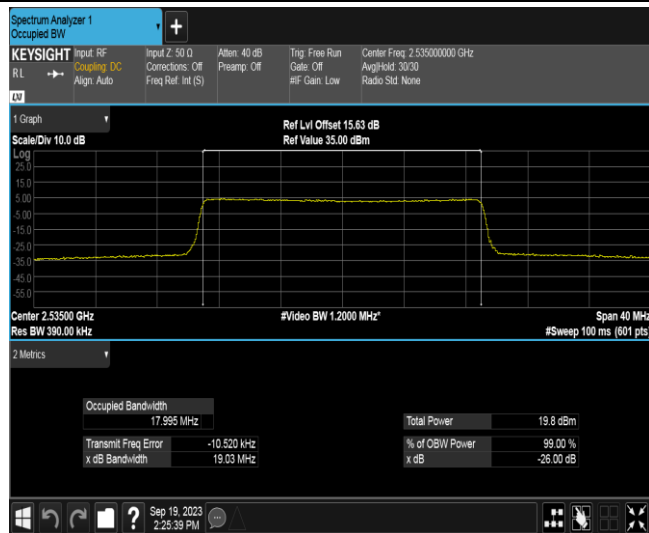 Spectrum Analyzer 1
Occupied BW
+
KEYSIGHT
RL
Input: RF
Coupling: DC
Align: Auto
Input Z: 50 Ω
Corrections: Off
Freq Ref: Int (S)
Atten: 40 dB
Preamp: Off
Trig: Free Run
Gate: Off
#IF Gain: Low
Center Freq: 2.535000000 GHz
Avg|Hold: 30/30
Radio Std: None
LXI
1 Graph
Scale/Div 10.0 dB
Ref Lvl Offset 15.63 dB
Ref Value 35.00 dBm
Log
25.0
15.0
5.00
-5.00
-15.0
-25.0
-35.0
-45.0
-55.0
Center 2.53500 GHz
#Video BW 1.2000 MHz*
Span 40 MHz
Res BW 390.00 kHz
#Sweep 100 ms (601 pts)
2 Metrics
Occupied Bandwidth
17.995 MHz
Total Power 19.8 dBm
Transmit Freq Error -10.520 kHz
% of OBW Power 99.00 %
x dB Bandwidth 19.03 MHz
x dB -26.00 dB
?
Sep 19, 2023
2:25:39 PM